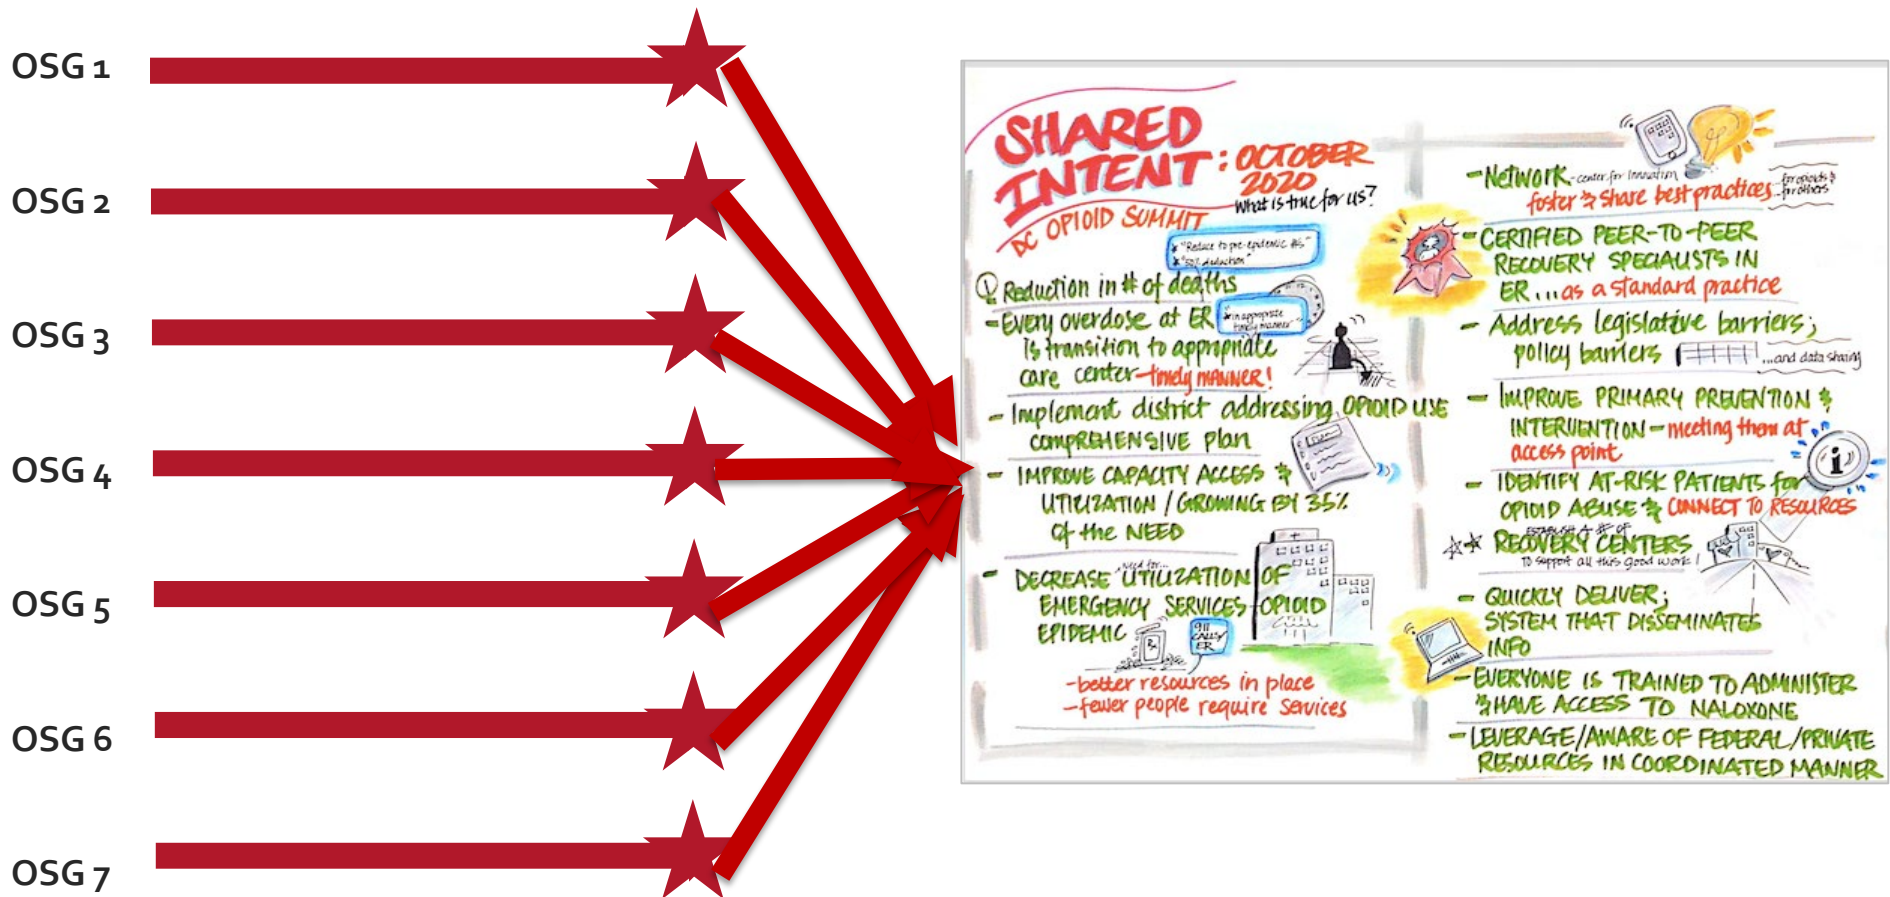 OSG 1
OSG 2
OSG 3
OSG 4
OSG 5
OSG 6
OSG 7
SHARED
INTENT: OCTOBER
2020
What is true for us?
DC OPIOID SUMMIT
"Reduce to pre-epidemic #s"
"50% reduction"
Reduction in # of deaths
- Every overdose at ER
"in appropriate
timely manner"
is transition to appropriate
care center - timely MANNER!
- Implement district addressing OPIOID USE
COMPREHENSIVE plan
- IMPROVE CAPACITY ACCESS &
UTILIZATION / GROWING BY 35%
Of the NEED
need for...
- DECREASE UTILIZATION OF
EMERGENCY SERVICES - OPIOID
EPIDEMIC
Rx
911
CALLS/
ER
- better resources in place
- fewer people require services
- NETWORK - center for Innovation
foster & share best practices - for opioids &
for others
- CERTIFIED PEER-TO-PEER
RECOVERY SPECIALISTS IN
ER ... as a standard practice
- Address legislative barriers;
policy barriers ...and data sharing
- IMPROVE PRIMARY PREVENTION &
INTERVENTION - meeting them at
access point
i
- IDENTIFY AT-RISK PATIENTS for
OPIOID ABUSE & CONNECT TO RESOURCES
ESTABLISH A # OF
RECOVERY CENTERS
To support all this good work!
- QUICKLY DELIVER;
SYSTEM THAT DISSEMINATES
INFO
- EVERYONE IS TRAINED TO ADMINISTER
& HAVE ACCESS TO NALOXONE
- LEVERAGE/AWARE OF FEDERAL/PRIVATE
RESOURCES IN COORDINATED MANNER